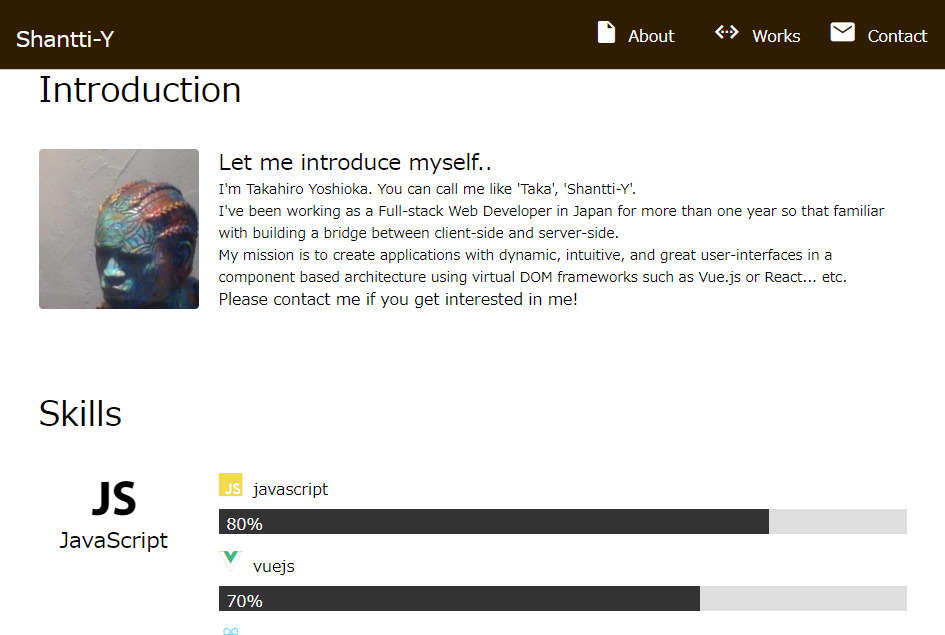 Shantti-Y
About
Works
Contact
Introduction
Let me introduce myself..
I'm Takahiro Yoshioka. You can call me like 'Taka', 'Shantti-Y'.
I've been working as a Full-stack Web Developer in Japan for more than one year so that familiar
with building a bridge between client-side and server-side.
My mission is to create applications with dynamic, intuitive, and great user-interfaces in a
component based architecture using virtual DOM frameworks such as Vue.js or React... etc.
Please contact me if you get interested in me!
Skills
JS
JavaScript
JS
javascript
80%
vuejs
70%